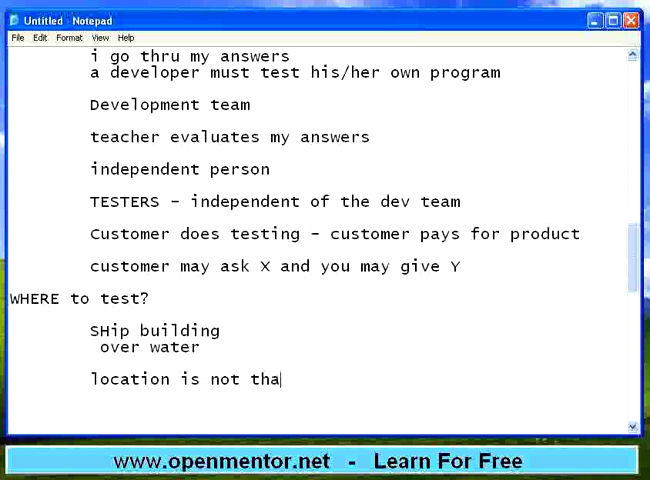 Untitled - Notepad
File Edit Format View Help
i go thru my answers
a developer must test his/her own program
Development team
teacher evaluates my answers
independent person
TESTERS - independent of the dev team
Customer does testing - customer pays for product
customer may ask X and you may give Y
WHERE to test?
SHip building
over water
location is not tha
www.openmentor.net - Learn For Free